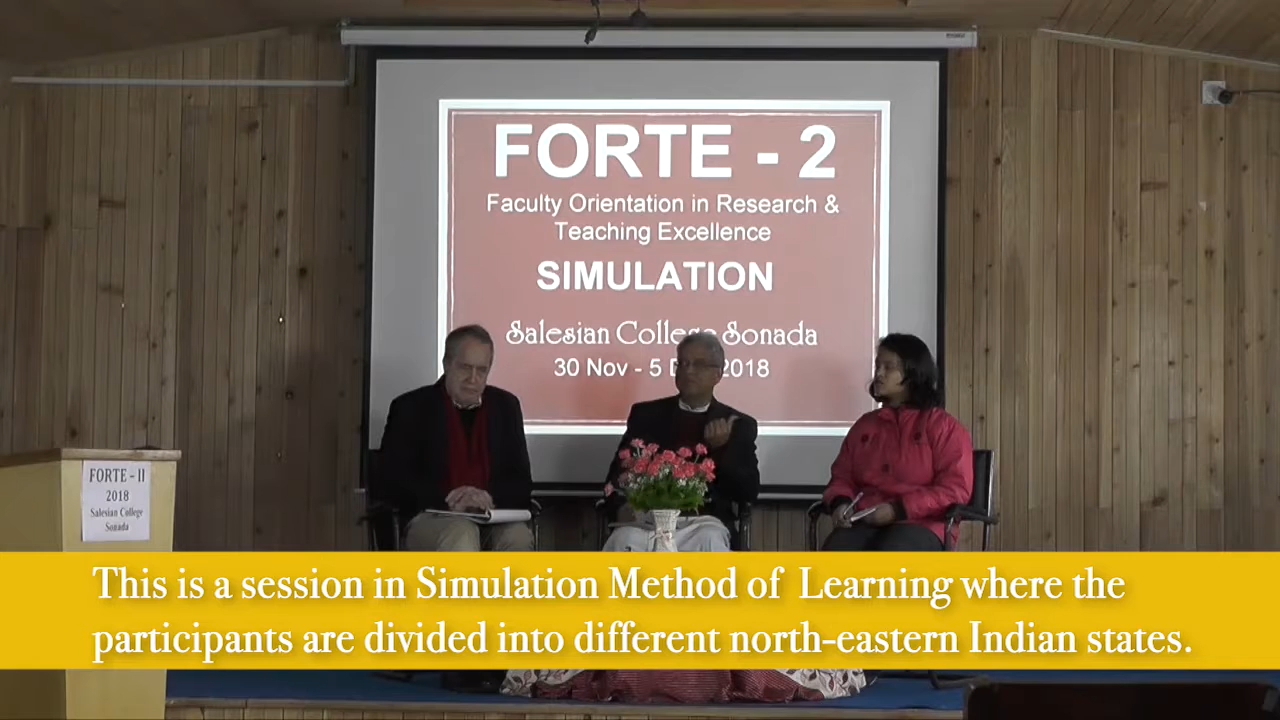 FORTE - 2
Faculty Orientation in Research &
Teaching Excellence
SIMULATION
Salesian College Sonada
30 Nov - 5 2018
FORTE - II
2018
Salesian College
Sonada
This is a session in Simulation Method of Learning where the
participants are divided into different north-eastern Indian states.